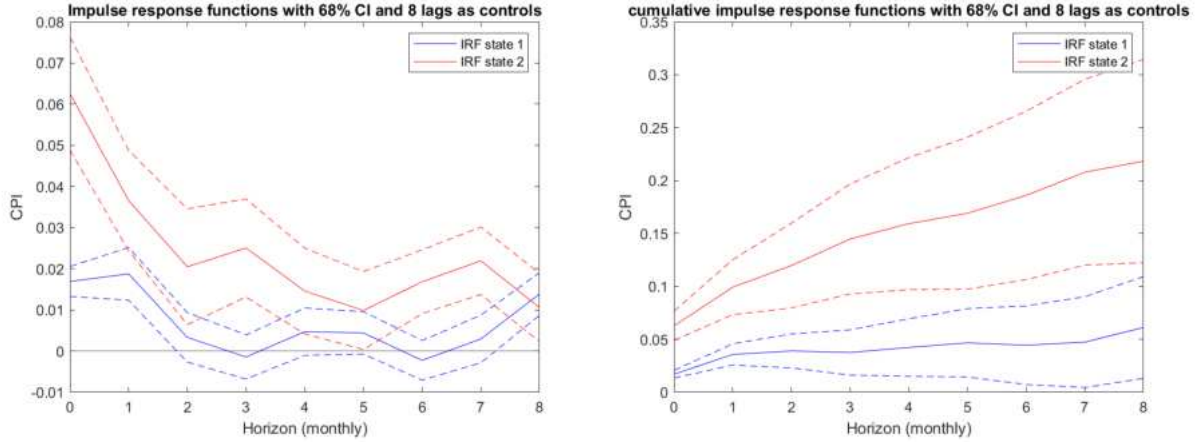 Impulse response functions with 68% CI and 8 lags as controls
0.08
0.07
0.06
0.05
0.04
0.03
0.02
0.01
0
-0.01
CPI
IRF state 1
IRF state 2
0 1 2 3 4 5 6 7 8
Horizon (monthly)
cumulative impulse response functions with 68% CI and 8 lags as controls
0.35
0.3
0.25
0.2
0.15
0.1
0.05
0
CPI
IRF state 1
IRF state 2
0 1 2 3 4 5 6 7 8
Horizon (monthly)